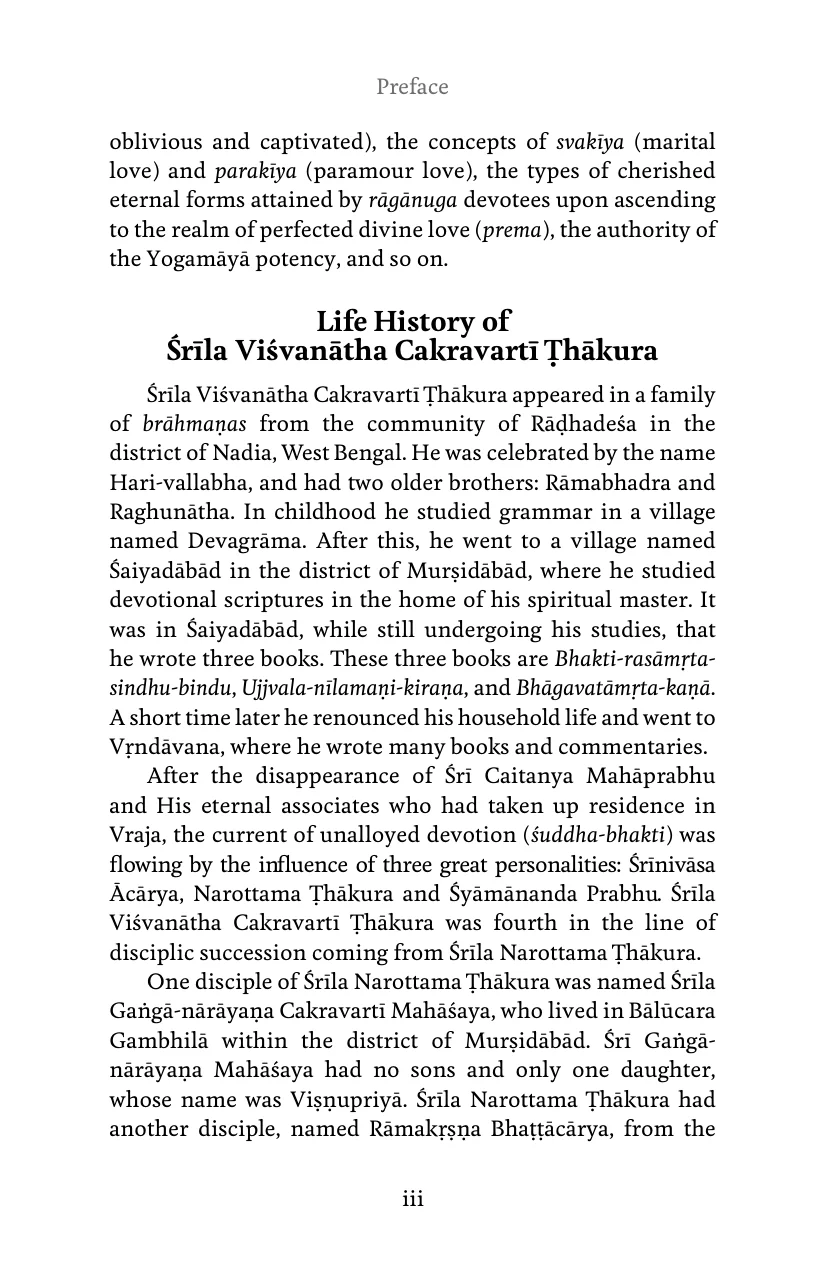 Preface
oblivious and captivated), the concepts of svakīya (marital
love) and parakīya (paramour love), the types of cherished
eternal forms attained by rāgānuga devotees upon ascending
to the realm of perfected divine love (prema), the authority of
the Yogamāyā potency, and so on.
Life History of
Śrīla Viśvanātha Cakravartī Ṭhākura
Śrīla Viśvanātha Cakravartī Ṭhākura appeared in a family
of brāhmaṇas from the community of Rāḍhadeśa in the
district of Nadia, West Bengal. He was celebrated by the name
Hari-vallabha, and had two older brothers: Rāmabhadra and
Raghunātha. In childhood he studied grammar in a village
named Devagrāma. After this, he went to a village named
Śaiyadābād in the district of Murṣidābād, where he studied
devotional scriptures in the home of his spiritual master. It
was in Śaiyadābād, while still undergoing his studies, that
he wrote three books. These three books are Bhakti-rasāmṛta-
sindhu-bindu, Ujjvala-nīlamaṇi-kiraṇa, and Bhāgavatāmṛta-kaṇā.
A short time later he renounced his household life and went to
Vṛndāvana, where he wrote many books and commentaries.
After the disappearance of Śrī Caitanya Mahāprabhu
and His eternal associates who had taken up residence in
Vraja, the current of unalloyed devotion (śuddha-bhakti) was
flowing by the influence of three great personalities: Śrīnivāsa
Ācārya, Narottama Ṭhākura and Śyāmānanda Prabhu. Śrīla
Viśvanātha Cakravartī Ṭhākura was fourth in the line of
disciplic succession coming from Śrīla Narottama Ṭhākura.
One disciple of Śrīla Narottama Ṭhākura was named Śrīla
Gaṅgā-nārāyaṇa Cakravartī Mahāśaya, who lived in Bālūcara
Gambhilā within the district of Murṣidābād. Śrī Gaṅgā-
nārāyaṇa Mahāśaya had no sons and only one daughter,
whose name was Viṣṇupriyā. Śrīla Narottama Ṭhākura had
another disciple, named Rāmakṛṣṇa Bhaṭṭācārya, from the
iii